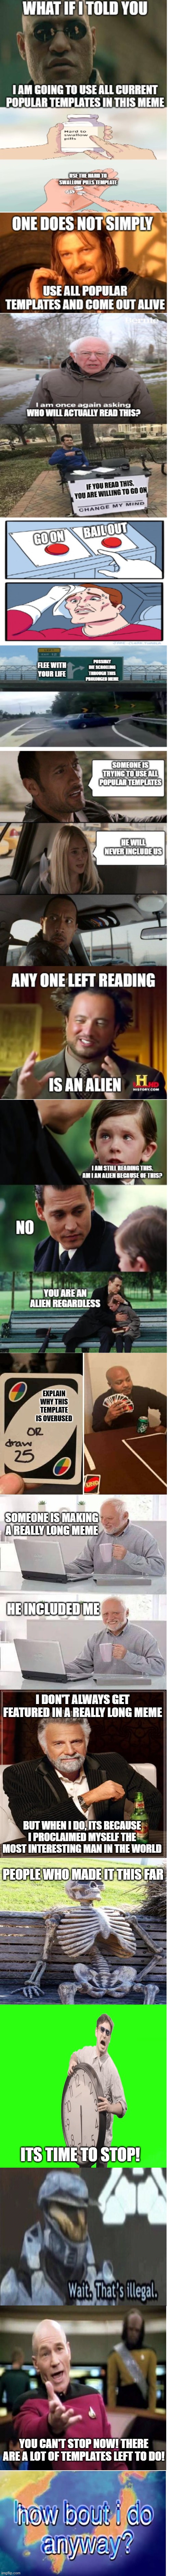 WHAT IF I TOLD YOU
I AM GOING TO USE ALL CURRENT
POPULAR TEMPLATES IN THIS MEME
Hard to
swallow
pills
USE THE HARD TO
SWALLOW PILLS TEMPLATE
ONE DOES NOT SIMPLY
USE ALL POPULAR
TEMPLATES AND COME OUT ALIVE
I am once again asking
WHO WILL ACTUALLY READ THIS?
IF YOU READ THIS,
YOU ARE WILLING TO GO ON
CHANGE MY MIND
GO ON
BAIL OUT
FLEE WITH
YOUR LIFE
POSSIBLY
DIE SCROLLING
THROUGH THIS
PROLONGED MEME
SOMEONE IS
TRYING TO USE ALL
POPULAR TEMPLATES
HE WILL
NEVER INCLUDE US
ANY ONE LEFT READING
IS AN ALIEN
H HD
HISTORY.COM
I AM STILL READING THIS,
AM I AN ALIEN BECAUSE OF THIS?
NO
YOU ARE AN
ALIEN REGARDLESS
EXPLAIN
WHY THIS
TEMPLATE
IS OVERUSED
OR
draw
25
UNO
SOMEONE IS MAKING
A REALLY LONG MEME
HE INCLUDED ME
I DON'T ALWAYS GET
FEATURED IN A REALLY LONG MEME
BUT WHEN I DO, ITS BECAUSE
I PROCLAIMED MYSELF THE
MOST INTERESTING MAN IN THE WORLD
PEOPLE WHO MADE IT THIS FAR
ITS TIME TO STOP!
Wait. That's illegal.
YOU CAN'T STOP NOW! THERE
ARE A LOT OF TEMPLATES LEFT TO DO!
how bout i do
anyway?
imgflip.com